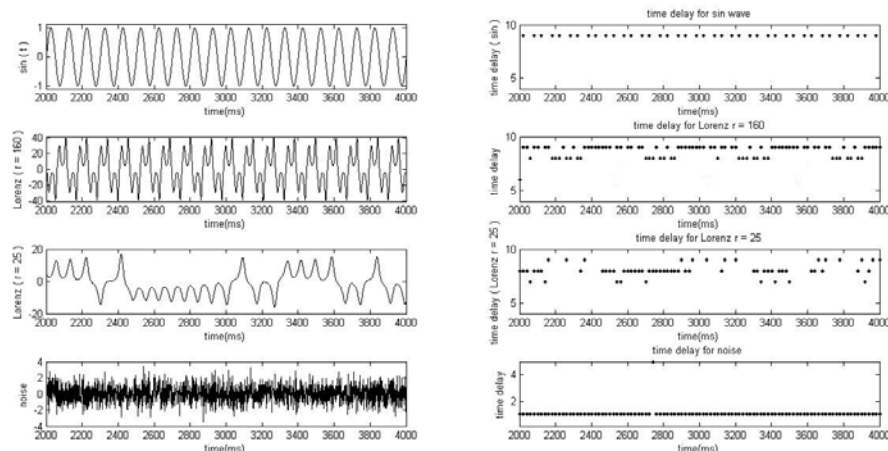 1
0
-1
sin ( t )
2000 2200 2400 2600 2800 3000 3200 3400 3600 3800 4000
time(ms)
40
20
0
-20
-40
Lorenz ( r = 160 )
2000 2200 2400 2600 2800 3000 3200 3400 3600 3800 4000
time(ms)
20
0
-20
Lorenz ( r = 25 )
2000 2200 2400 2600 2800 3000 3200 3400 3600 3800 4000
time(ms)
4
2
0
-2
-4
noise
2000 2200 2400 2600 2800 3000 3200 3400 3600 3800 4000
time(ms)
time delay for sin wave
10
5
time delay ( sin )
2000 2200 2400 2600 2800 3000 3200 3400 3600 3800 4000
time(ms)
time delay for Lorenz r = 160
10
5
time delay
2000 2200 2400 2600 2800 3000 3200 3400 3600 3800 4000
time(ms)
time delay for Lorenz r = 25
10
5
time delay ( Lorenz r = 25 )
2000 2200 2400 2600 2800 3000 3200 3400 3600 3800 4000
time(ms)
time delay for noise
4
2
time delay
2000 2200 2400 2600 2800 3000 3200 3400 3600 3800 4000
time(ms)